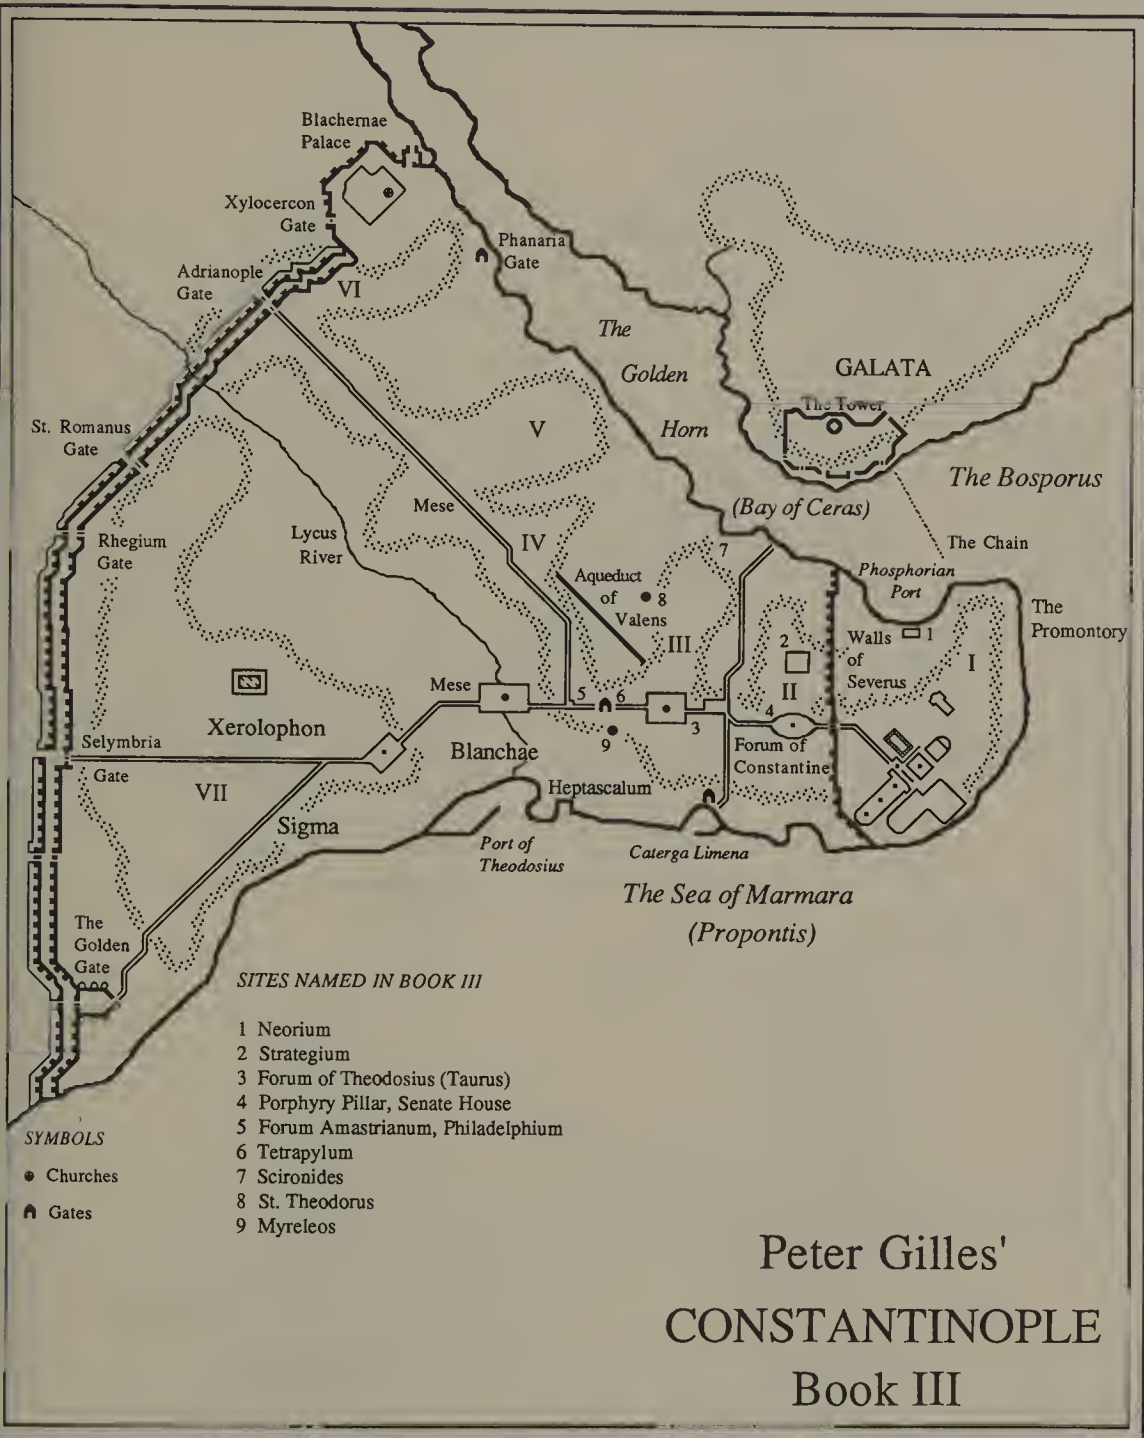 Blachernae
Palace
Xylocercon
Gate
Phanaria
Gate
Adrianople
Gate
VI
The
Golden
Horn
GALATA
The Tower
St. Romanus
Gate
V
The Bosporus
(Bay of Ceras)
Mese
Rhegium
Gate
Lycus
River
IV
7
The Chain
Aqueduct
of
Valens
8
Phosphorian
Port
The
Promontory
III
2
Walls
of
Severus
1
I
Mese
5
6
II
4
3
9
Xerolophon
Selymbria
Gate
Blanchae
Forum of
Constantine
VII
Heptascalum
Sigma
Port of
Theodosius
Caterga Limena
The Sea of Marmara
(Propontis)
The
Golden
Gate
SITES NAMED IN BOOK III
1 Neorium
2 Strategium
3 Forum of Theodosius (Taurus)
4 Porphyry Pillar, Senate House
5 Forum Amastrianum, Philadelphium
6 Tetrapylum
7 Scironides
8 St. Theodorus
9 Myreleos
SYMBOLS
Churches
Gates
Peter Gilles'
CONSTANTINOPLE
Book III